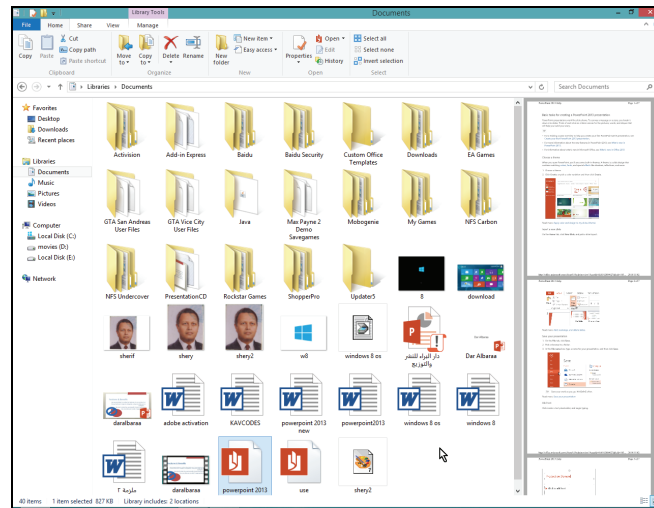 Library Tools
Documents
File Home Share View Manage
Copy
Paste
Cut
Copy path
Paste shortcut
Move to
Copy to
Delete
Rename
New folder
New item
Easy access
Properties
Open
Edit
History
Select all
Select none
Invert selection
Clipboard Organize New Open Select
Libraries Documents
Search Documents
Favorites
Desktop
Downloads
Recent places
Libraries
Documents
Music
Pictures
Videos
Computer
Local Disk (C:)
movies (D:)
Local Disk (E:)
Network
Activision
Add-in Express
Baidu
Baidu Security
Custom Office Templates
Downloads
EA Games
GTA San Andreas User Files
GTA Vice City User Files
Java
Max Payne 2 Demo Savegames
Mobogenie
My Games
NFS Carbon
NFS Undercover
PresentationCD
Rockstar Games
ShopperPro
Updater5
8
download
sherif
shery
shery2
w8
windows 8 os
دار البراء للنشر والتوزيع
Dar Albaraa
daralbaraa
adobe activation
KAVCODES
powerpoint 2013 new
powerpoint2013
windows 8 os
windows 8
ملزمة ٢
daralbaraa
powerpoint 2013
use
shery2
40 items 1 item selected 827 KB Library includes: 2 locations